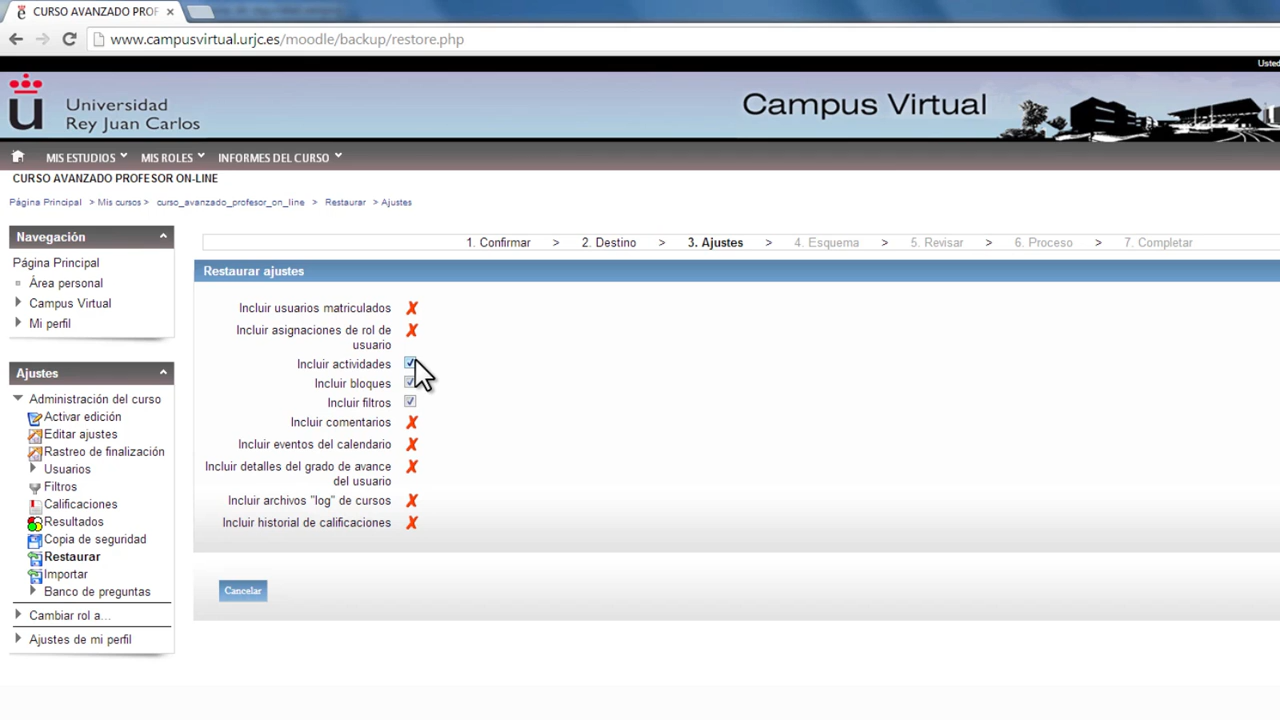 CURSO AVANZADO PROF
www.campusvirtual.urjc.es/moodle/backup/restore.php
Usted
Universidad
Rey Juan Carlos
Campus Virtual
MIS ESTUDIOS MIS ROLES INFORMES DEL CURSO
CURSO AVANZADO PROFESOR ON-LINE
Página Principal > Mis cursos > curso_avanzado_profesor_on_line > Restaurar > Ajustes
Navegación
Página Principal
Área personal
Campus Virtual
Mi perfil
Ajustes
Administración del curso
Activar edición
Editar ajustes
Rastreo de finalización
Usuarios
Filtros
Calificaciones
Resultados
Copia de seguridad
Restaurar
Importar
Banco de preguntas
Cambiar rol a...
Ajustes de mi perfil
1. Confirmar > 2. Destino > 3. Ajustes > 4. Esquema > 5. Revisar > 6. Proceso > 7. Completar
Restaurar ajustes
Incluir usuarios matriculados
Incluir asignaciones de rol de
usuario
Incluir actividades
Incluir bloques
Incluir filtros
Incluir comentarios
Incluir eventos del calendario
Incluir detalles del grado de avance
del usuario
Incluir archivos "log" de cursos
Incluir historial de calificaciones
Cancelar